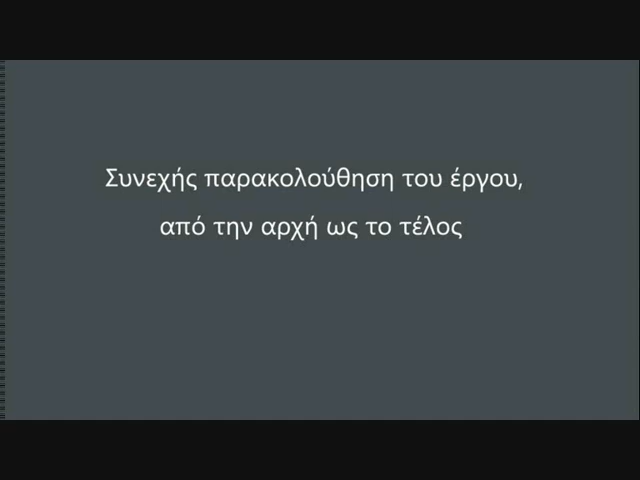 Συνεχής παρακολούθηση του έργου,
από την αρχή ως το τέλος